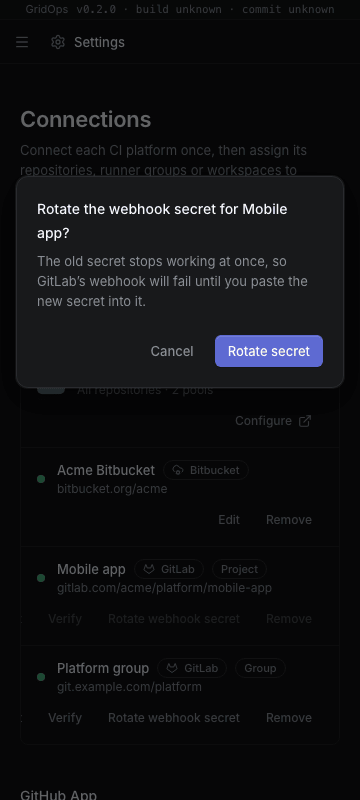 GridOps v0.2.0 · build unknown · commit unknown
Settings
Connections
Connect each CI platform once, then assign its
repositories, runner groups or workspaces to
Rotate the webhook secret for Mobile
app?
The old secret stops working at once, so
GitLab's webhook will fail until you paste the
new secret into it.
Cancel Rotate secret
All repositories · 2 pools
Configure
Acme Bitbucket Bitbucket
bitbucket.org/acme
Edit Remove
Mobile app GitLab Project
gitlab.com/acme/platform/mobile-app
Verify Rotate webhook secret Remove
Platform group GitLab Group
git.example.com/platform
Verify Rotate webhook secret Remove
GitHub App